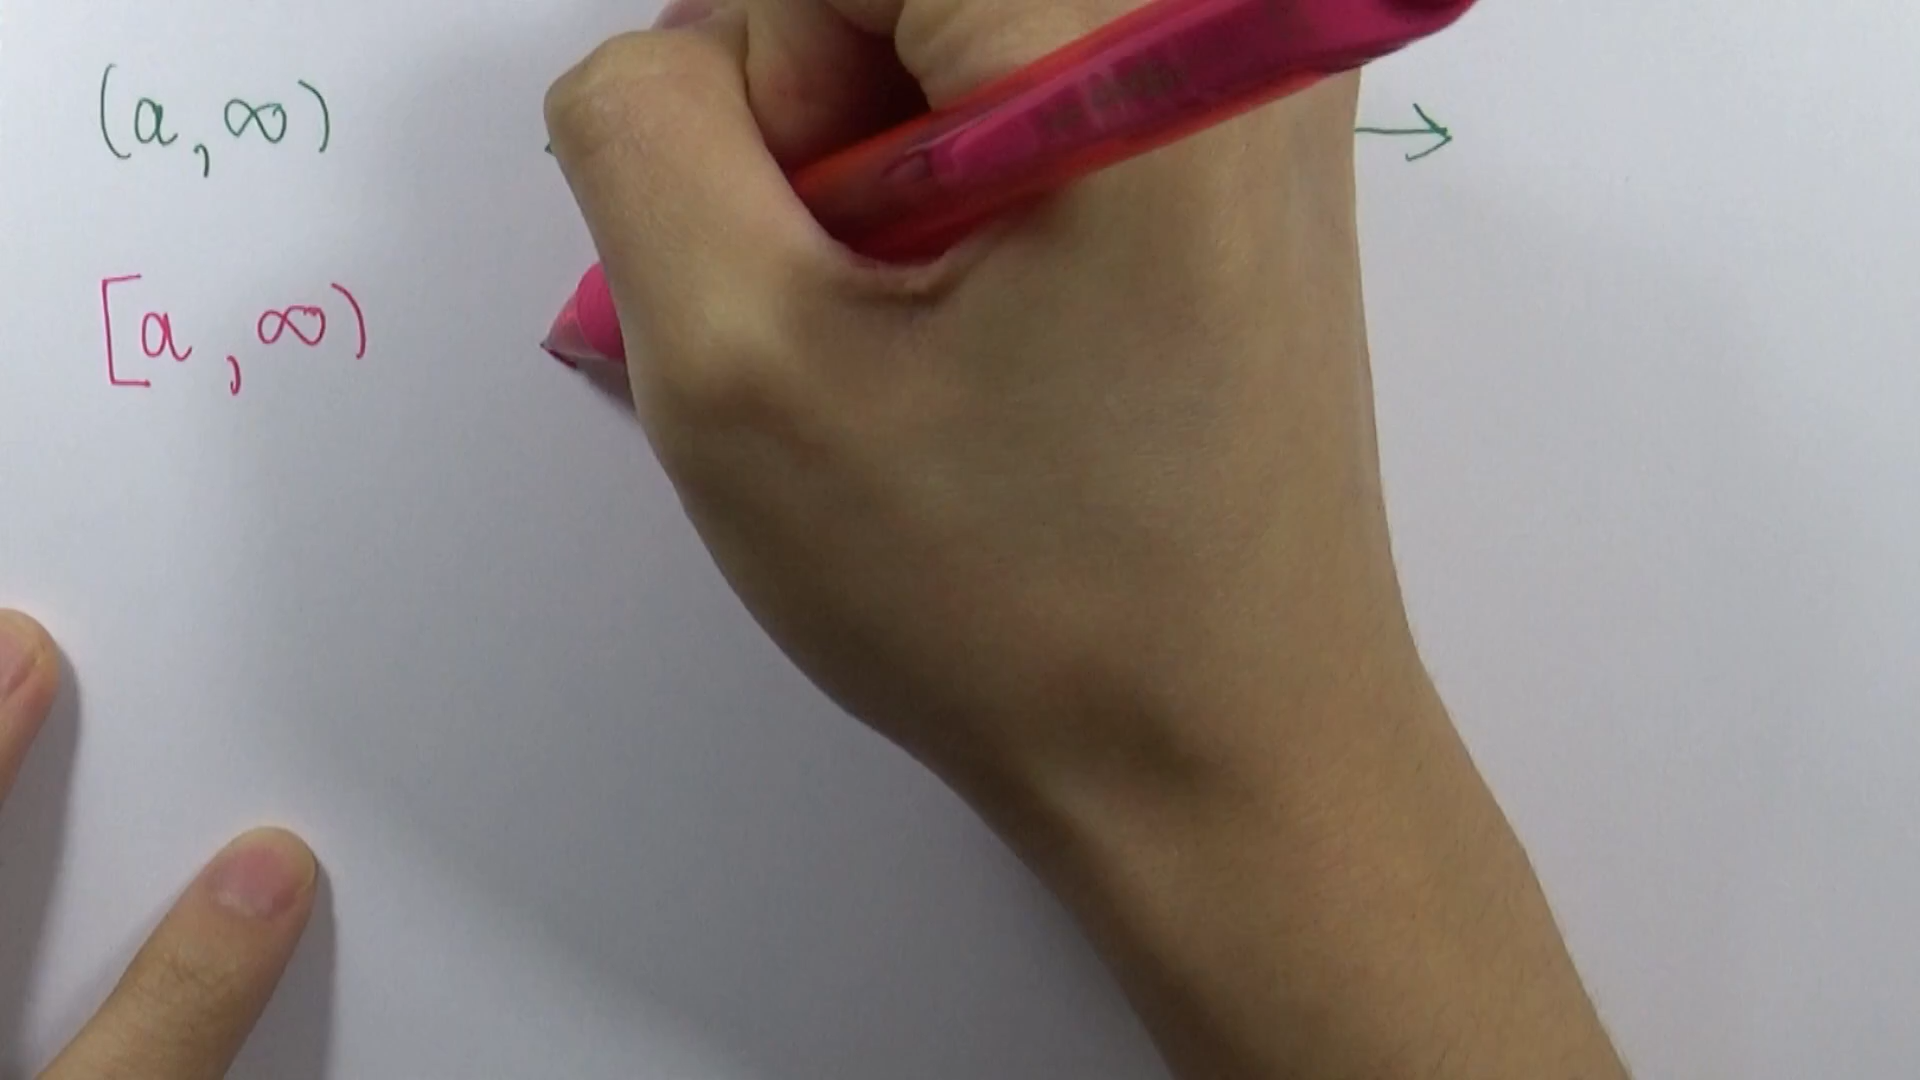 (a, ∞)
[a, ∞)